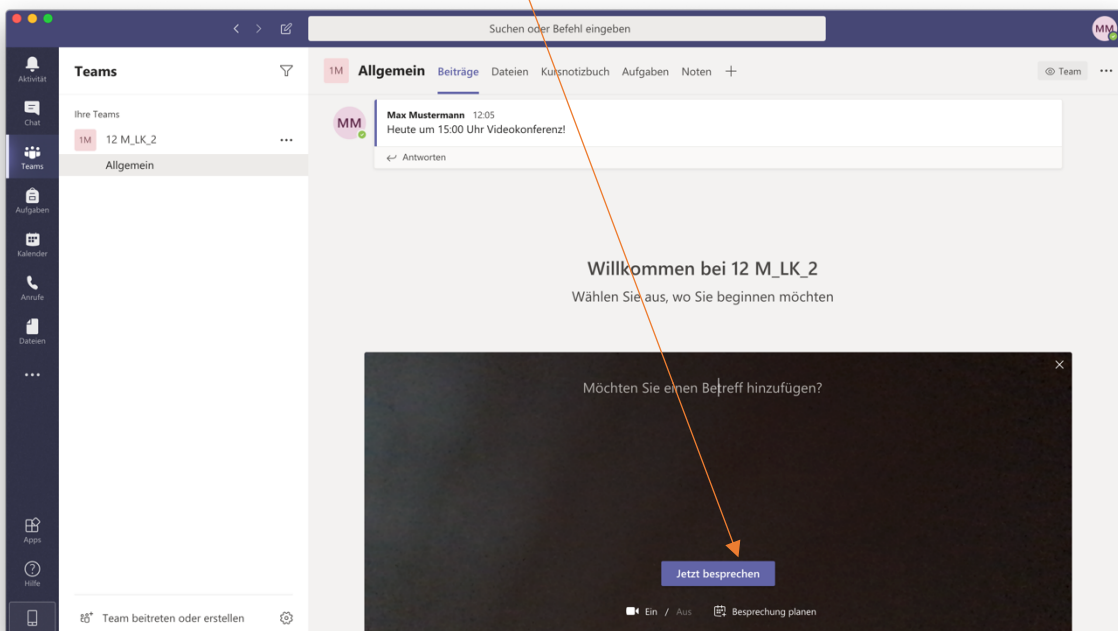 Suchen oder Befehl eingeben
MM
Aktivität
Chat
Teams
Aufgaben
Kalender
Anrufe
Dateien
Apps
Hilfe
Teams
Ihre Teams
1M 12 M_LK_2
Allgemein
Team beitreten oder erstellen
1M Allgemein Beiträge Dateien Kursnotizbuch Aufgaben Noten + Team
MM
Max Mustermann 12:05
Heute um 15:00 Uhr Videokonferenz!
Antworten
Willkommen bei 12 M_LK_2
Wählen Sie aus, wo Sie beginnen möchten
Möchten Sie einen Betreff hinzufügen?
Jetzt besprechen
Ein / Aus Besprechung planen